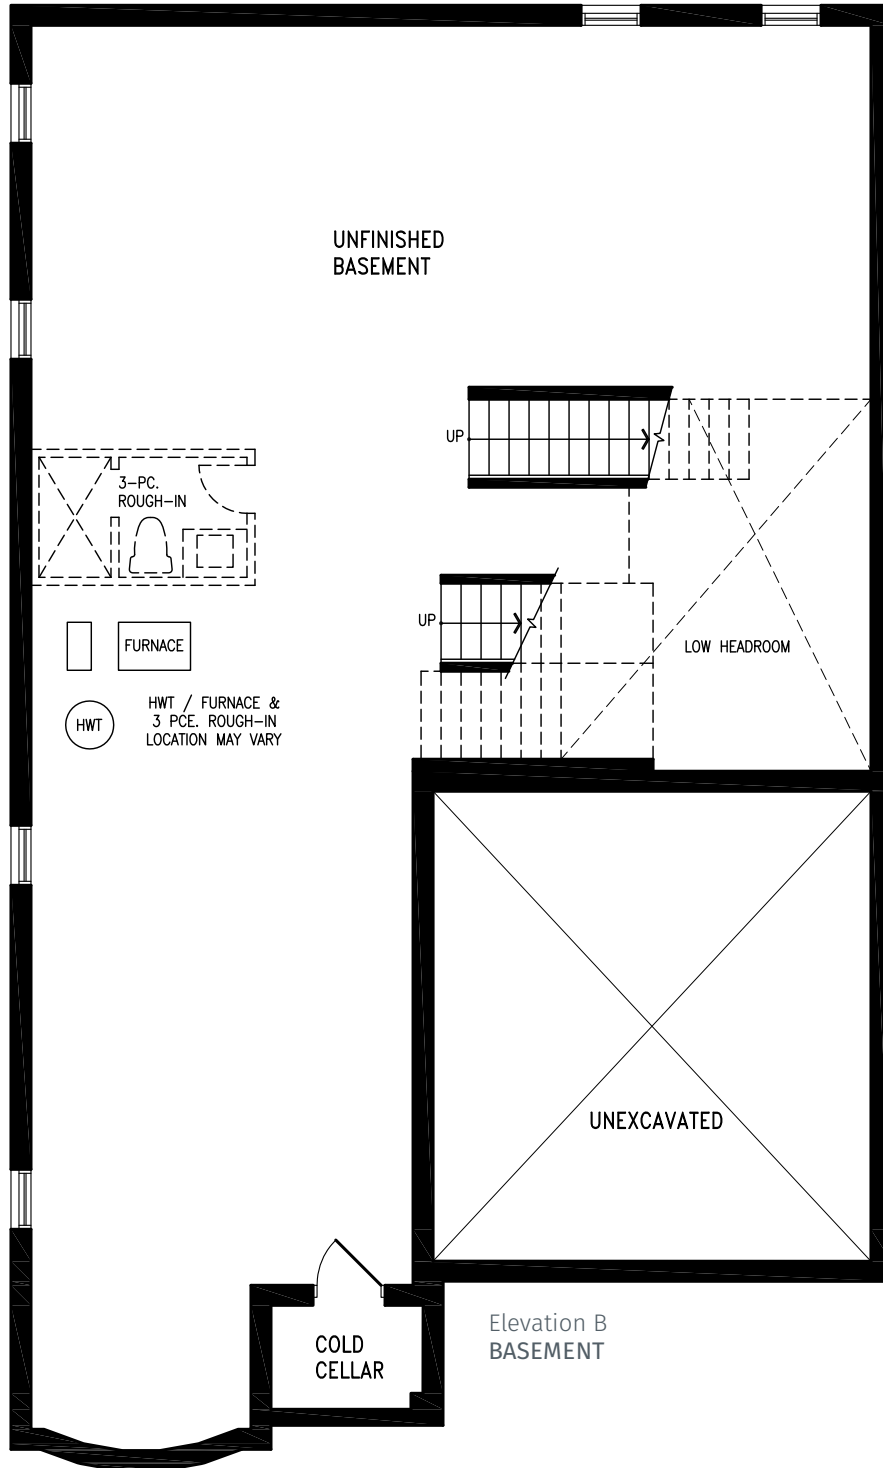 UNFINISHED
BASEMENT
UP
3-PC.
ROUGH-IN
UP
FURNACE
LOW HEADROOM
HWT
HWT / FURNACE &
3 PCE. ROUGH-IN
LOCATION MAY VARY
UNEXCAVATED
COLD
CELLAR
Elevation B
BASEMENT